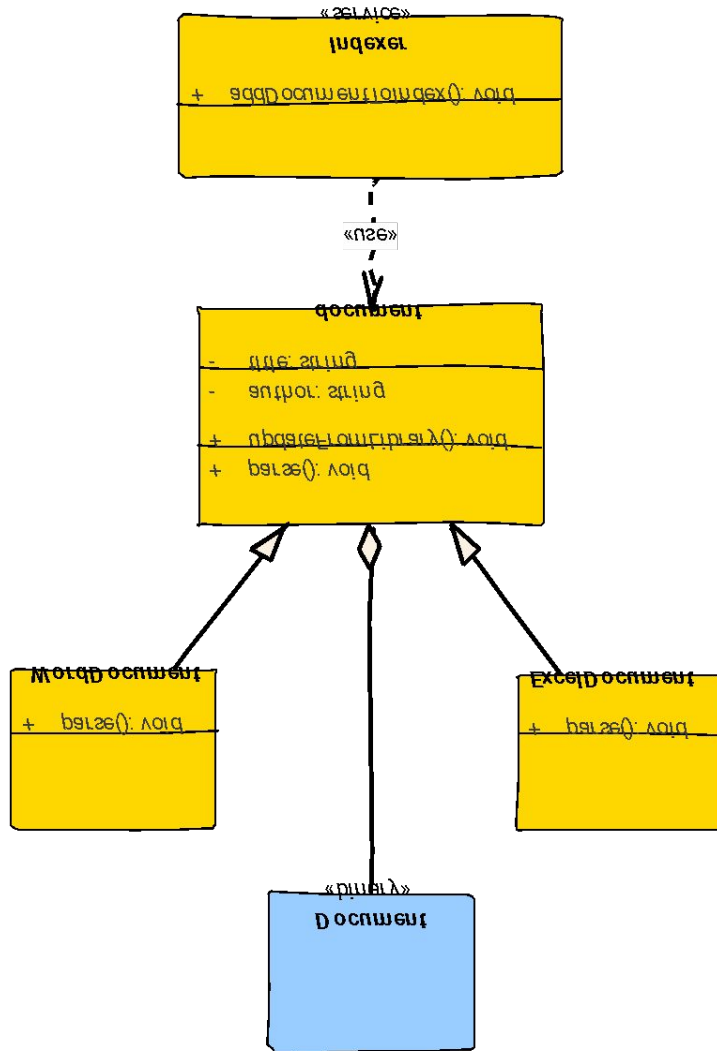 «service»
Indexer
+ addDocumentToIndex(): void
«use»
document
- title: string
- author: string
+ updateFromLibrary(): void
+ parse(): void
WordDocument
+ parse(): void
ExcelDocument
+ parse(): void
«binary»
Document